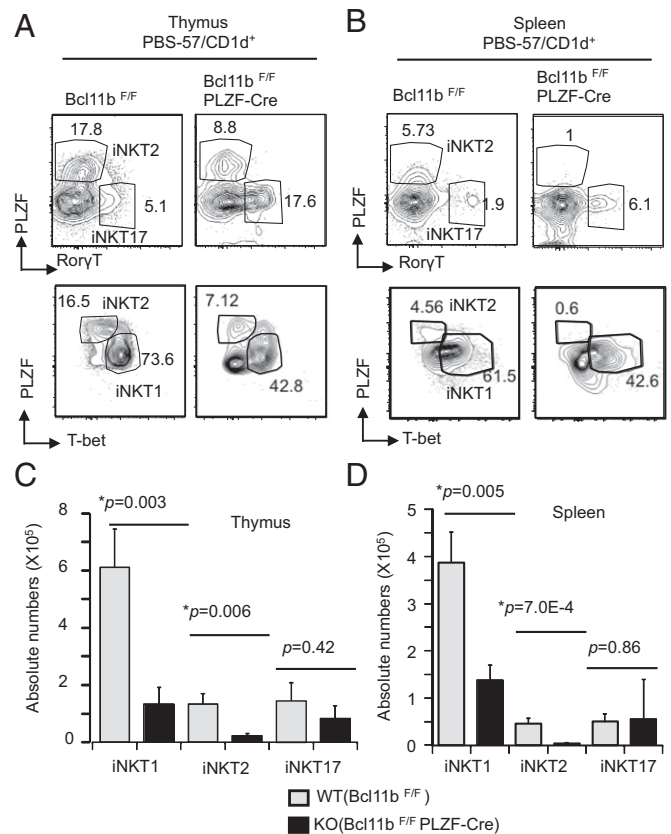 A
Thymus
PBS-57/CD1d+
Bcl11b F/F
Bcl11b F/F
PLZF-Cre
17.8
iNKT2
8.8
5.1
iNKT17
17.6
PLZF
RorγT
16.5
iNKT2
7.12
73.6
iNKT1
42.8
PLZF
T-bet
B
Spleen
PBS-57/CD1d+
Bcl11b F/F
Bcl11b F/F
PLZF-Cre
5.73
iNKT2
1
1.9
iNKT17
6.1
PLZF
RorγT
4.56
iNKT2
0.6
iNKT1
61.5
42.6
PLZF
T-bet
C
*p=0.003
Thymus
*p=0.006
p=0.42
Absolute numbers (X10⁵)
8
6
4
2
0
iNKT1
iNKT2
iNKT17
D
*p=0.005
Spleen
*p=7.0E-4
p=0.86
Absolute numbers (X10⁵)
5
4
3
2
1
0
iNKT1
iNKT2
iNKT17
WT(Bcl11b F/F)
KO(Bcl11b F/F PLZF-Cre)